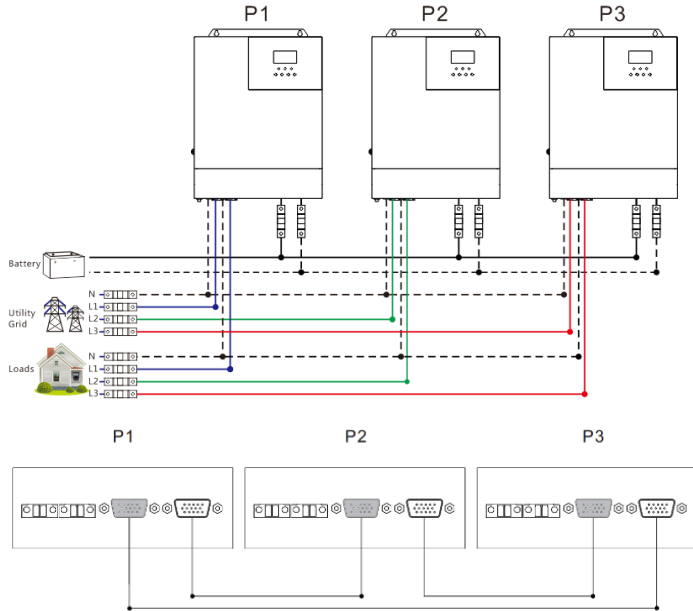 P1 P2 P3
Battery
Utility
Grid
N
L1
L2
L3
Loads
N
L1
L2
L3
P1 P2 P3